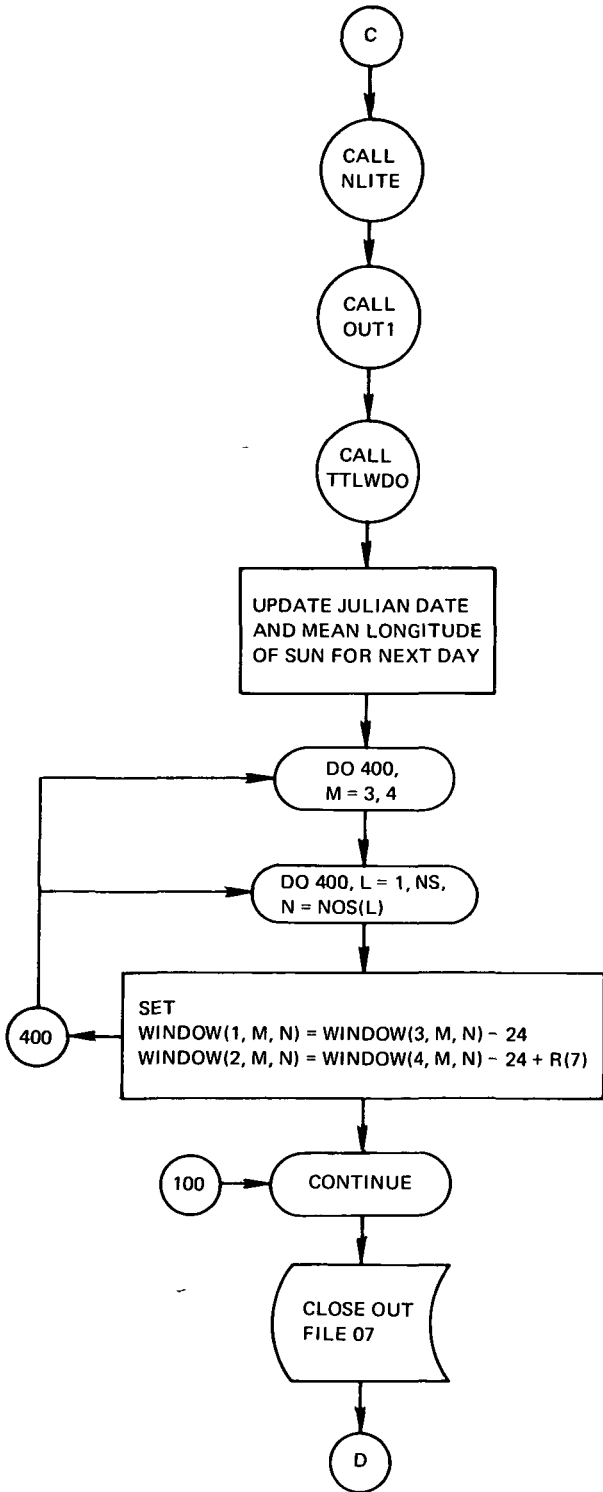 C
CALL
NLITE
CALL
OUT1
CALL
TTLWDO
UPDATE JULIAN DATE
AND MEAN LONGITUDE
OF SUN FOR NEXT DAY
DO 400,
M = 3, 4
DO 400, L = 1, NS,
N = NOS(L)
400
SET
WINDOW(1, M, N) = WINDOW(3, M, N) - 24
WINDOW(2, M, N) = WINDOW(4, M, N) - 24 + R(7)
100
CONTINUE
CLOSE OUT
FILE 07
D